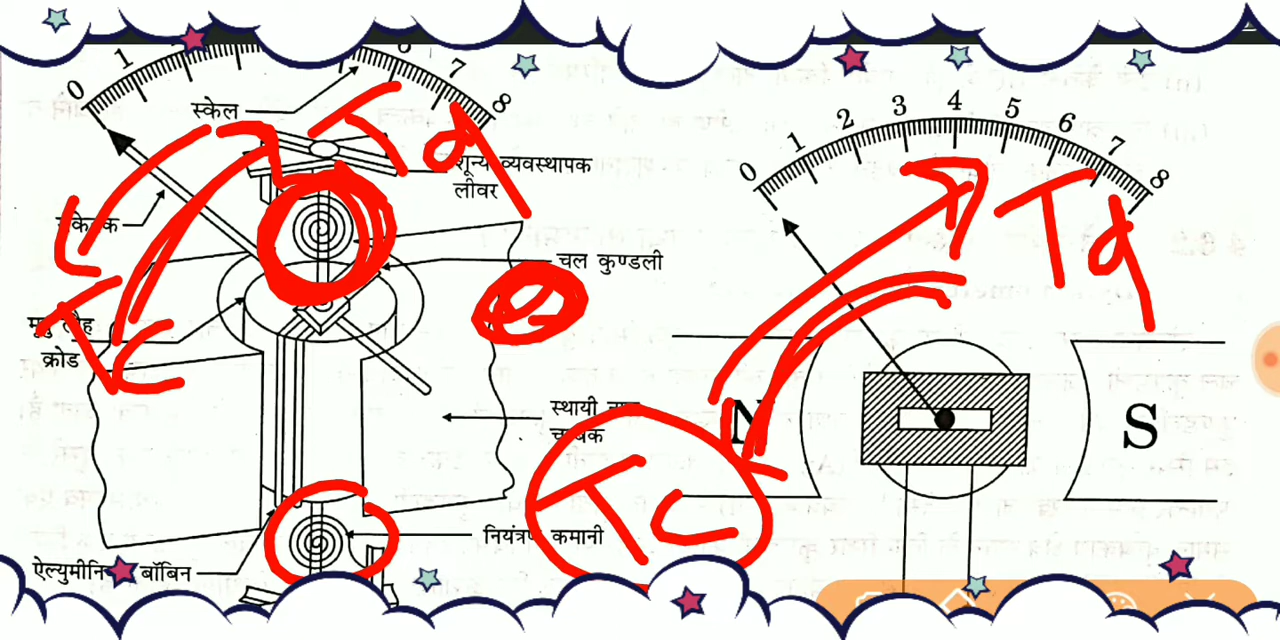 0 1 7 8
स्केल
Td
शून्य व्यवस्थापक
लीवर
चल कुण्डली
Tc
क्रोड
स्थायी
नियंत्रण कमानी
बॉबिन
Tc
0 1 2 3 4 5 6 7 8
Td
N
S